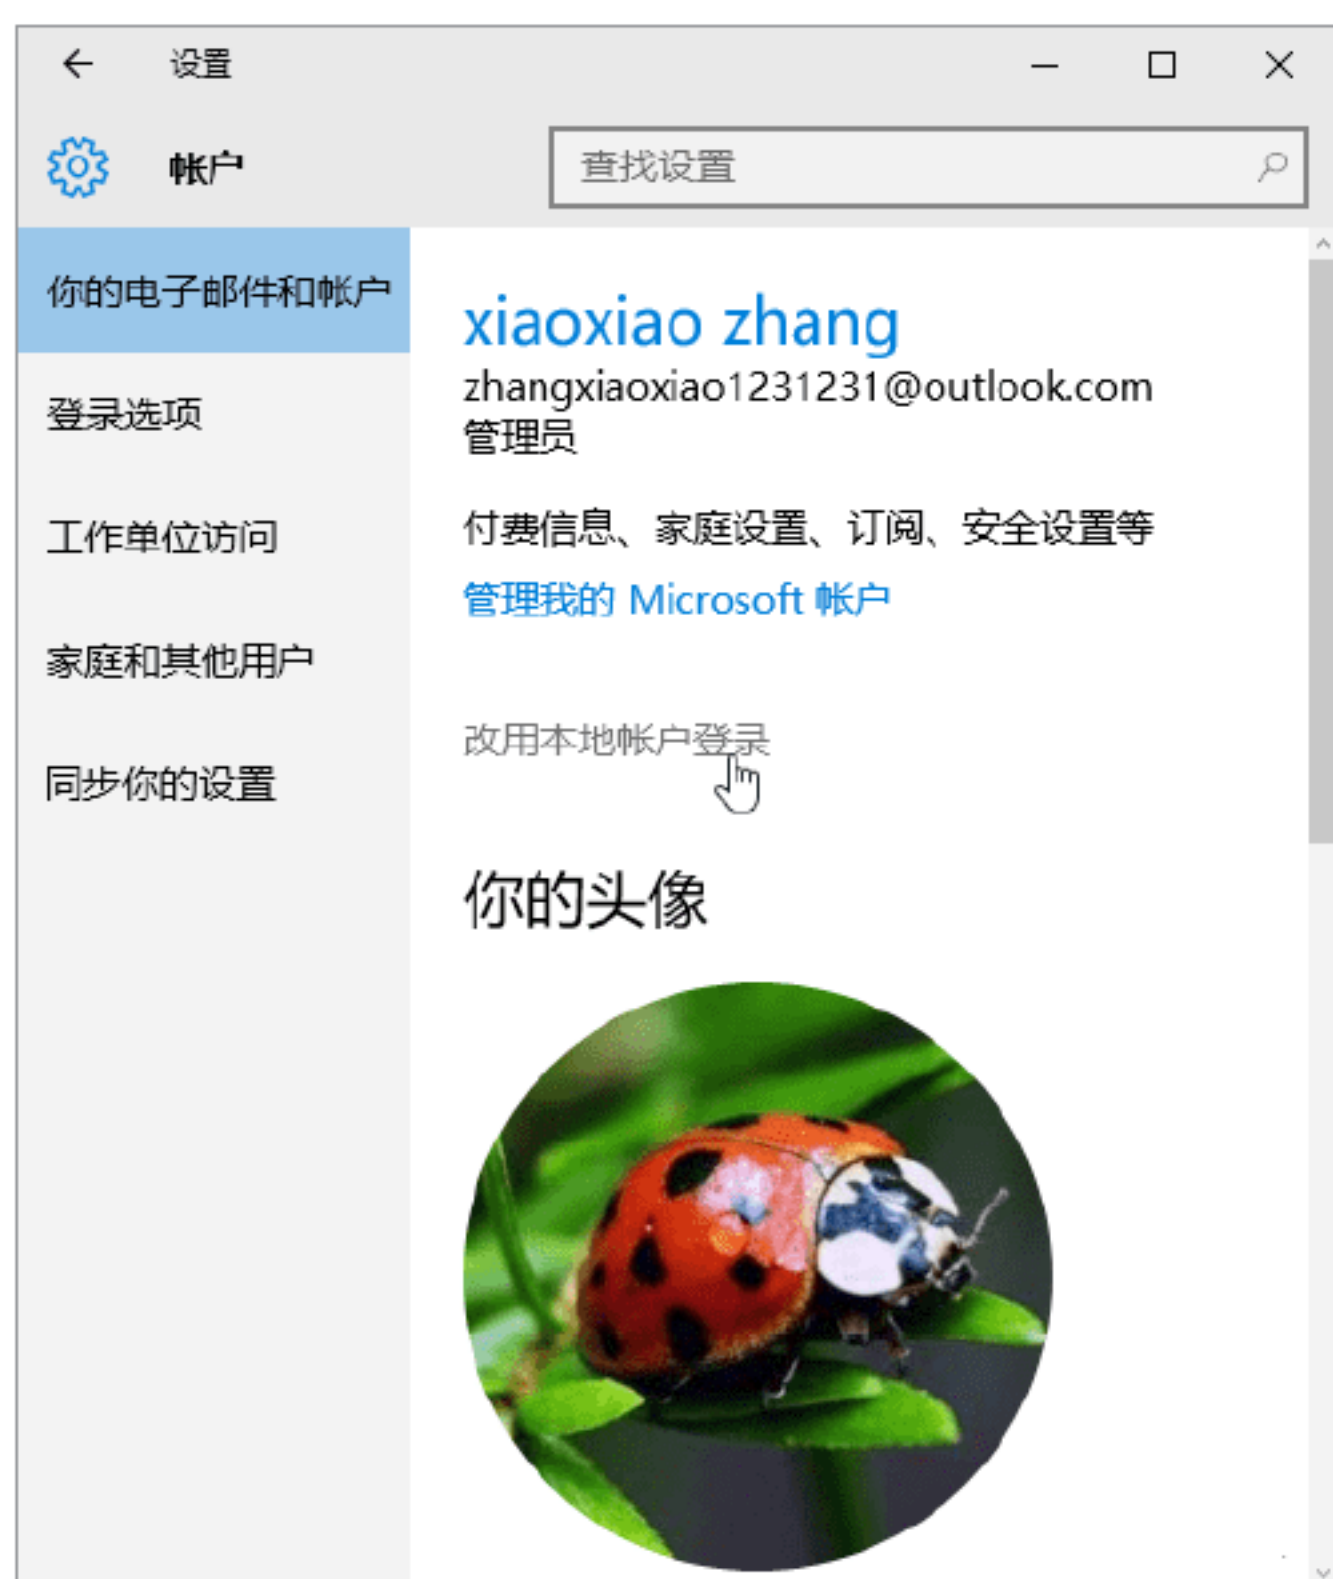 设置
帐户
查找设置
你的电子邮件和帐户
登录选项
工作单位访问
家庭和其他用户
同步你的设置
xiaoxiao zhang
zhangxiaoxiao1231231@outlook.com
管理员
付费信息、家庭设置、订阅、安全设置等
管理我的 Microsoft 帐户
改用本地帐户登录
你的头像